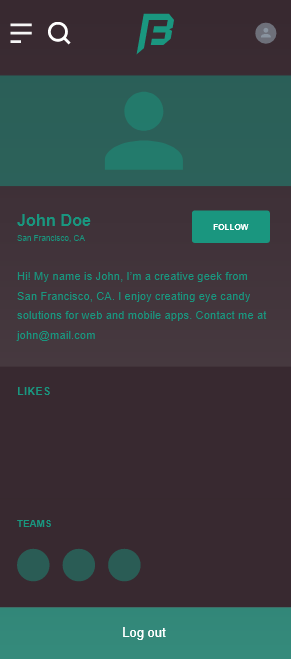 John Doe
San Francisco, CA
FOLLOW
Hi! My name is John, I'm a creative geek from
San Francisco, CA. I enjoy creating eye candy
solutions for web and mobile apps. Contact me at
john@mail.com
LIKES
TEAMS
Log out